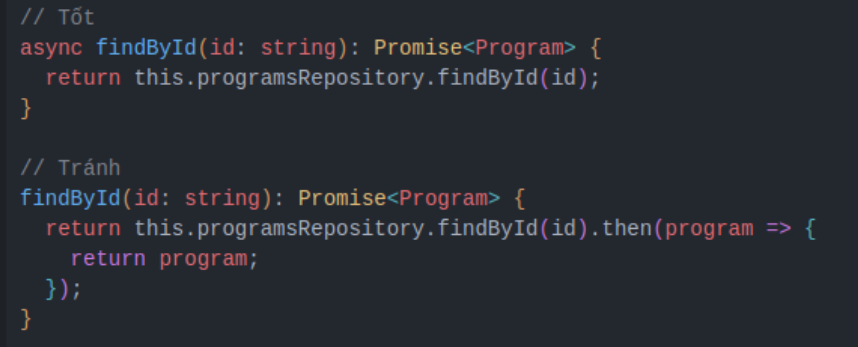 // Tốt
async findById(id: string): Promise<Program> {
  return this.programsRepository.findById(id);
}

// Tránh
findById(id: string): Promise<Program> {
  return this.programsRepository.findById(id).then(program => {
    return program;
  });
}